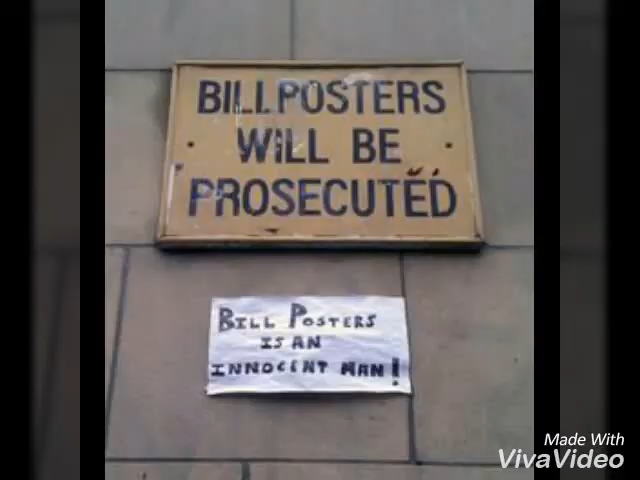 BILLPOSTERS
· WILL BE ·
PROSECUTED
BILL POSTERS
IS AN
INNOCENT MAN!
Made With
VivaVideo